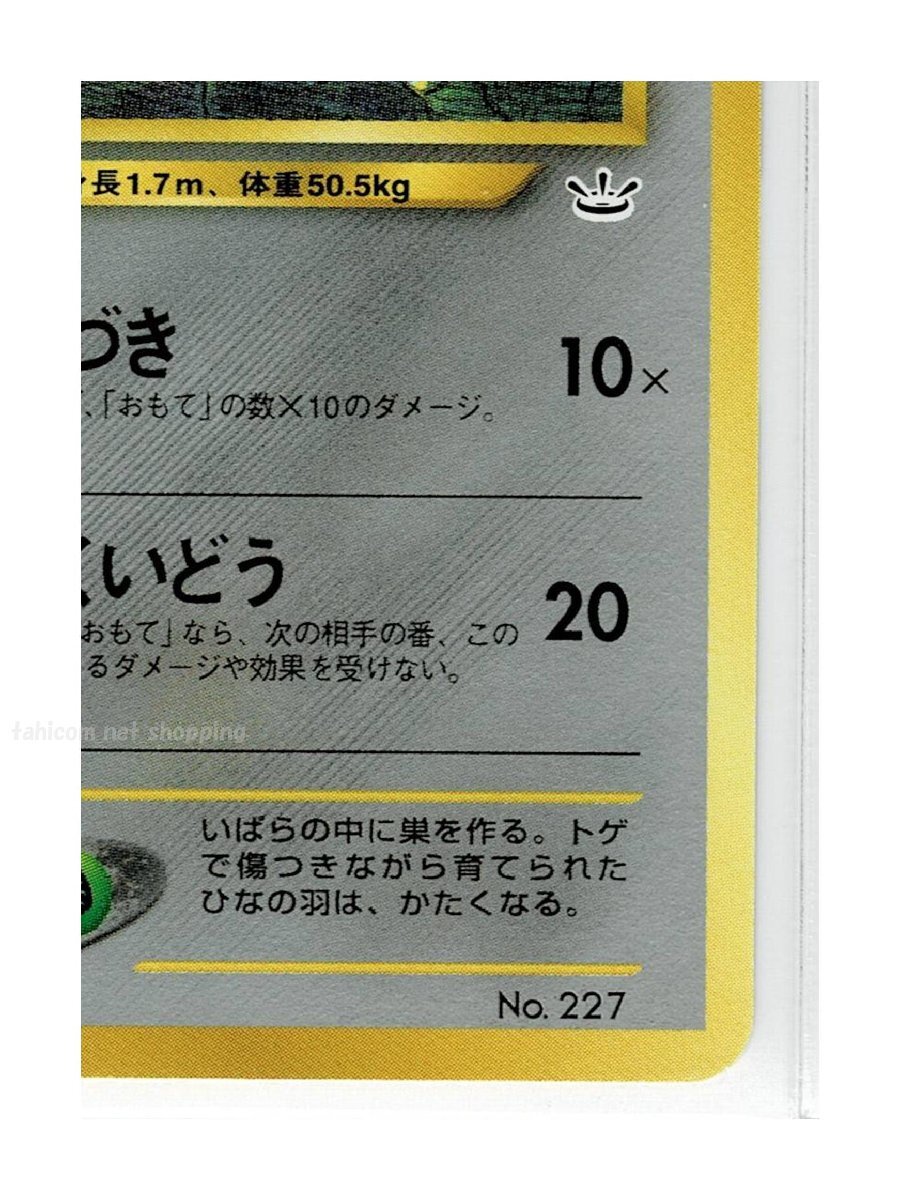 長1.7m、体重50.5kg
づき
10×
、「おもて」の数×10のダメージ。
くいどう
20
おもて」なら、次の相手の番、この
るダメージや効果を受けない。
tahicom net shopping
いばらの中に巣を作る。トゲ
で傷つきながら育てられた
ひなの羽は、かたくなる。
No. 227